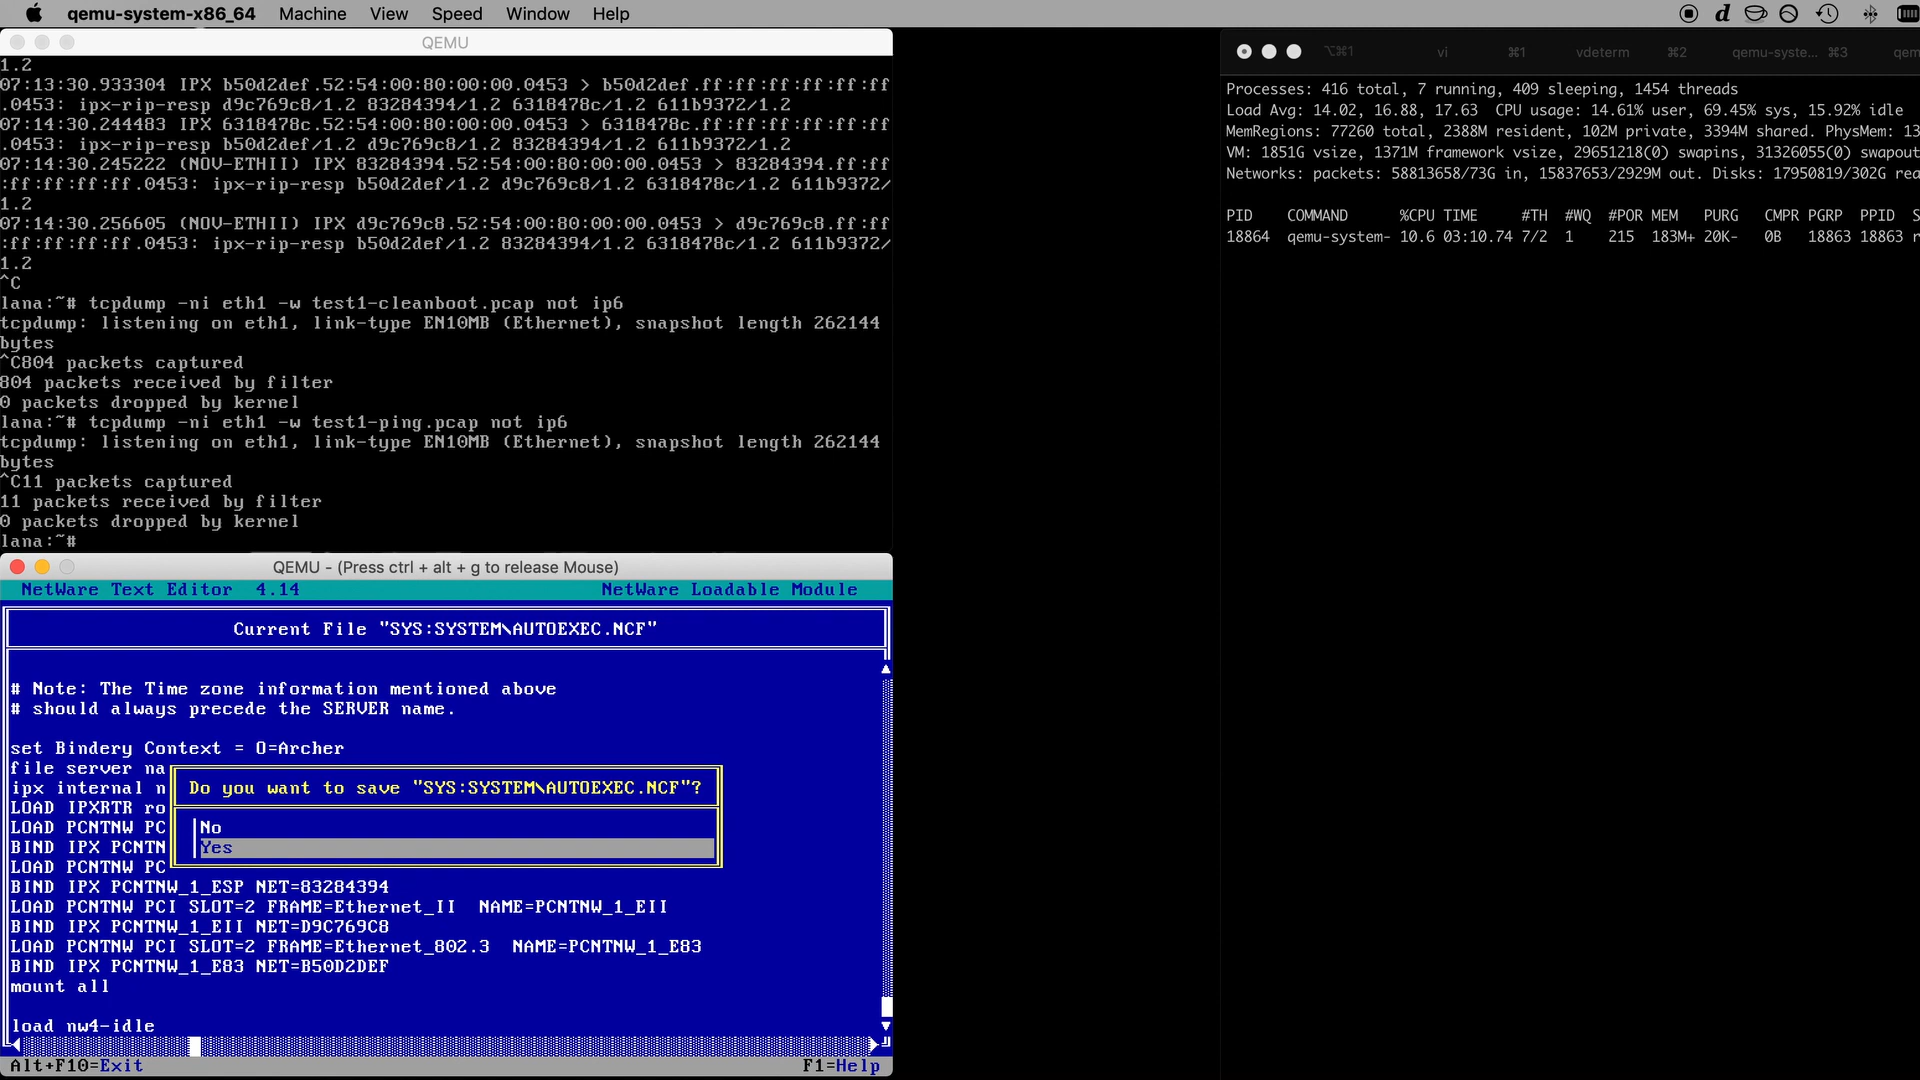 qemu-system-x86_64 Machine View Speed Window Help
QEMU
1.2
07:13:30.933304 IPX b50d2def.52:54:00:80:00:00.0453 > b50d2def.ff:ff:ff:ff:ff:ff
.0453: ipx-rip-resp d9c769c8/1.2 83284394/1.2 6318478c/1.2 611b9372/1.2
07:14:30.244483 IPX 6318478c.52:54:00:80:00:00.0453 > 6318478c.ff:ff:ff:ff:ff:ff
.0453: ipx-rip-resp b50d2def/1.2 d9c769c8/1.2 83284394/1.2 611b9372/1.2
07:14:30.245222 (NOV-ETHII) IPX 83284394.52:54:00:80:00:00.0453 > 83284394.ff:ff
:ff:ff:ff:ff.0453: ipx-rip-resp b50d2def/1.2 d9c769c8/1.2 6318478c/1.2 611b9372/
1.2
07:14:30.256605 (NOV-ETHII) IPX d9c769c8.52:54:00:80:00:00.0453 > d9c769c8.ff:ff
:ff:ff:ff:ff.0453: ipx-rip-resp b50d2def/1.2 83284394/1.2 6318478c/1.2 611b9372/
1.2
^C
lana:~# tcpdump -ni eth1 -w test1-cleanboot.pcap not ip6
tcpdump: listening on eth1, link-type EN10MB (Ethernet), snapshot length 262144
bytes
^C804 packets captured
804 packets received by filter
0 packets dropped by kernel
lana:~# tcpdump -ni eth1 -w test1-ping.pcap not ip6
tcpdump: listening on eth1, link-type EN10MB (Ethernet), snapshot length 262144
bytes
^C11 packets captured
11 packets received by filter
0 packets dropped by kernel
lana:~#
QEMU - (Press ctrl + alt + g to release Mouse)
NetWare Text Editor 4.14 NetWare Loadable Module
Current File "SYS:SYSTEM\AUTOEXEC.NCF"
# Note: The Time zone information mentioned above
# should always precede the SERVER name.
set Bindery Context = O=Archer
file server na
ipx internal n
LOAD IPXRTR ro
LOAD PCNTNW PC
BIND IPX PCNTN
LOAD PCNTNW PC
Do you want to save "SYS:SYSTEM\AUTOEXEC.NCF"?
No
Yes
BIND IPX PCNTNW_1_ESP NET=83284394
LOAD PCNTNW PCI SLOT=2 FRAME=Ethernet_II NAME=PCNTNW_1_EII
BIND IPX PCNTNW_1_EII NET=D9C769C8
LOAD PCNTNW PCI SLOT=2 FRAME=Ethernet_802.3 NAME=PCNTNW_1_E83
BIND IPX PCNTNW_1_E83 NET=B50D2DEF
mount all
load nw4-idle
Alt+F10=Exit F1=Help
⌥⌘1 vi ⌘1 vdeterm ⌘2 qemu-syste... ⌘3 qem
Processes: 416 total, 7 running, 409 sleeping, 1454 threads
Load Avg: 14.02, 16.88, 17.63 CPU usage: 14.61% user, 69.45% sys, 15.92% idle
MemRegions: 77260 total, 2388M resident, 102M private, 3394M shared. PhysMem: 13
VM: 1851G vsize, 1371M framework vsize, 29651218(0) swapins, 31326055(0) swapout
Networks: packets: 58813658/73G in, 15837653/2929M out. Disks: 17950819/302G rea
PID COMMAND %CPU TIME #TH #WQ #POR MEM PURG CMPR PGRP PPID S
18864 qemu-system- 10.6 03:10.74 7/2 1 215 183M+ 20K- 0B 18863 18863 r